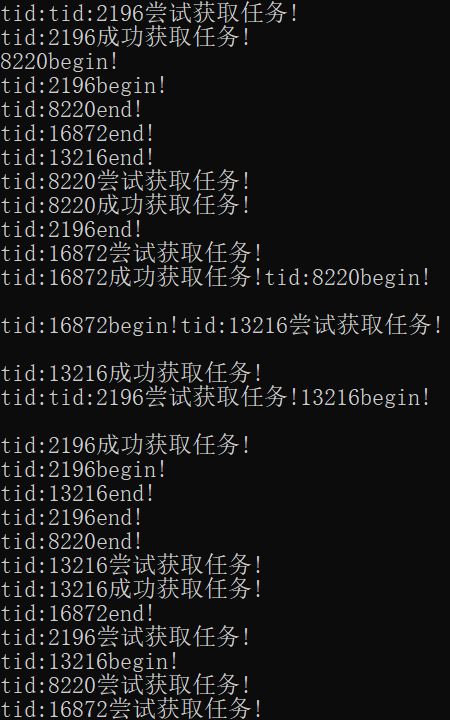 tid:tid:2196尝试获取任务!
tid:2196成功获取任务!
8220begin!
tid:2196begin!
tid:8220end!
tid:16872end!
tid:13216end!
tid:8220尝试获取任务!
tid:8220成功获取任务!
tid:2196end!
tid:16872尝试获取任务!
tid:16872成功获取任务!tid:8220begin!
tid:16872begin!tid:13216尝试获取任务!
tid:13216成功获取任务!
tid:tid:2196尝试获取任务!13216begin!
tid:2196成功获取任务!
tid:2196begin!
tid:13216end!
tid:2196end!
tid:8220end!
tid:13216尝试获取任务!
tid:13216成功获取任务!
tid:16872end!
tid:2196尝试获取任务!
tid:13216begin!
tid:8220尝试获取任务!
tid:16872尝试获取任务!